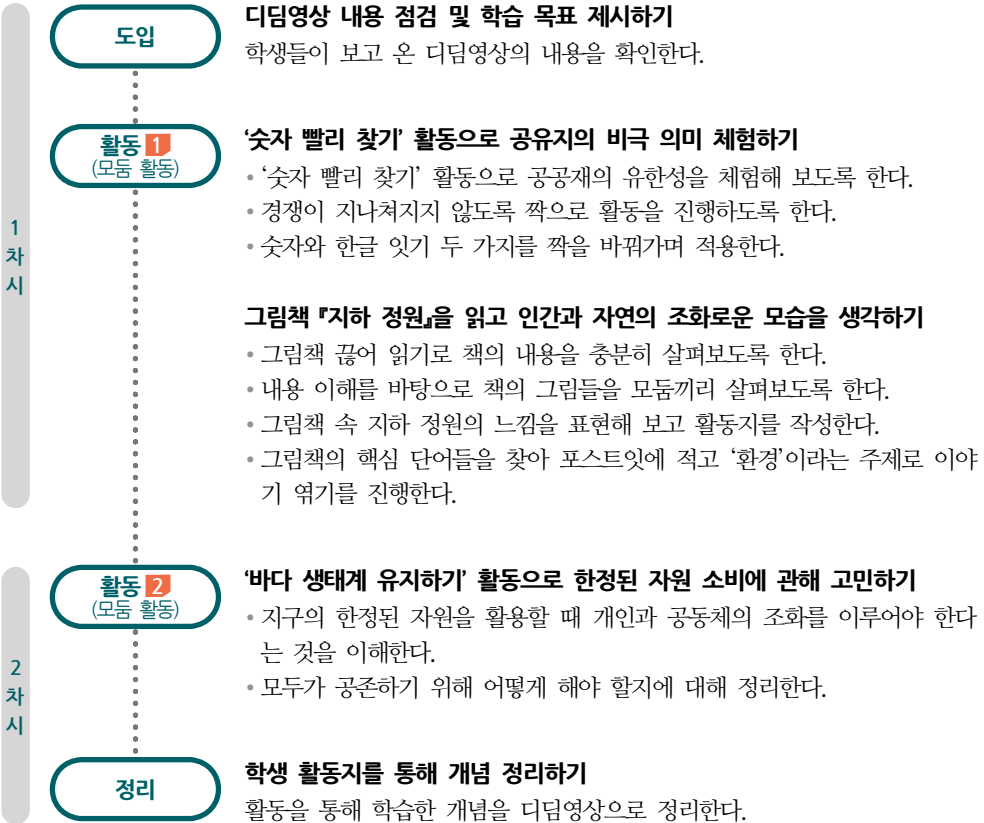 1
차
시
도입
디딤영상 내용 점검 및 학습 목표 제시하기
학생들이 보고 온 디딤영상의 내용을 확인한다.
활동 1
(모둠 활동)
‘숫자 빨리 찾기’ 활동으로 공유지의 비극 의미 체험하기
• ‘숫자 빨리 찾기’ 활동으로 공공재의 유한성을 체험해 보도록 한다.
• 경쟁이 지나쳐지지 않도록 짝으로 활동을 진행하도록 한다.
• 숫자와 한글 잇기 두 가지를 짝을 바꿔가며 적용한다.
그림책 『지하 정원』을 읽고 인간과 자연의 조화로운 모습을 생각하기
• 그림책 끊어 읽기로 책의 내용을 충분히 살펴보도록 한다.
• 내용 이해를 바탕으로 책의 그림들을 모둠끼리 살펴보도록 한다.
• 그림책 속 지하 정원의 느낌을 표현해 보고 활동지를 작성한다.
• 그림책의 핵심 단어들을 찾아 포스트잇에 적고 ‘환경’이라는 주제로 이야
기 엮기를 진행한다.
2
차
시
활동 2
(모둠 활동)
‘바다 생태계 유지하기’ 활동으로 한정된 자원 소비에 관해 고민하기
• 지구의 한정된 자원을 활용할 때 개인과 공동체의 조화를 이루어야 한다
는 것을 이해한다.
• 모두가 공존하기 위해 어떻게 해야 할지에 대해 정리한다.
정리
학생 활동지를 통해 개념 정리하기
활동을 통해 학습한 개념을 디딤영상으로 정리한다.